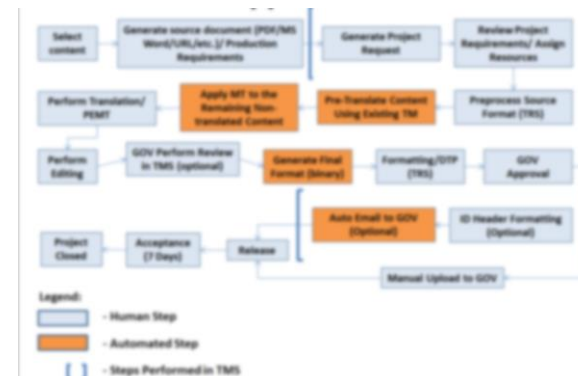 Select
content
Generate source document (PDF/MS
Word/URL/etc.)/ Production
Requirements
Generate Project
Request
Review Project
Requirements/ Assign
Resources
Perform Translation/
PEMT
Apply MT to the
Remaining Non-
translated Content
Pre-Translate Content
Using Existing TM
Preprocess Source
Format (TRS)
Perform
Editing
GOV Perform Review
in TMS (optional)
Generate Final
Format (binary)
Formatting/DTP
(TRS)
GOV
Approval
Project
Closed
Acceptance
(7 Days)
Release
Auto Email to GOV
(Optional)
ID Header Formatting
(Optional)
Manual Upload to GOV
Legend:
- Human Step
- Automated Step
[ ] - Steps Performed in TMS